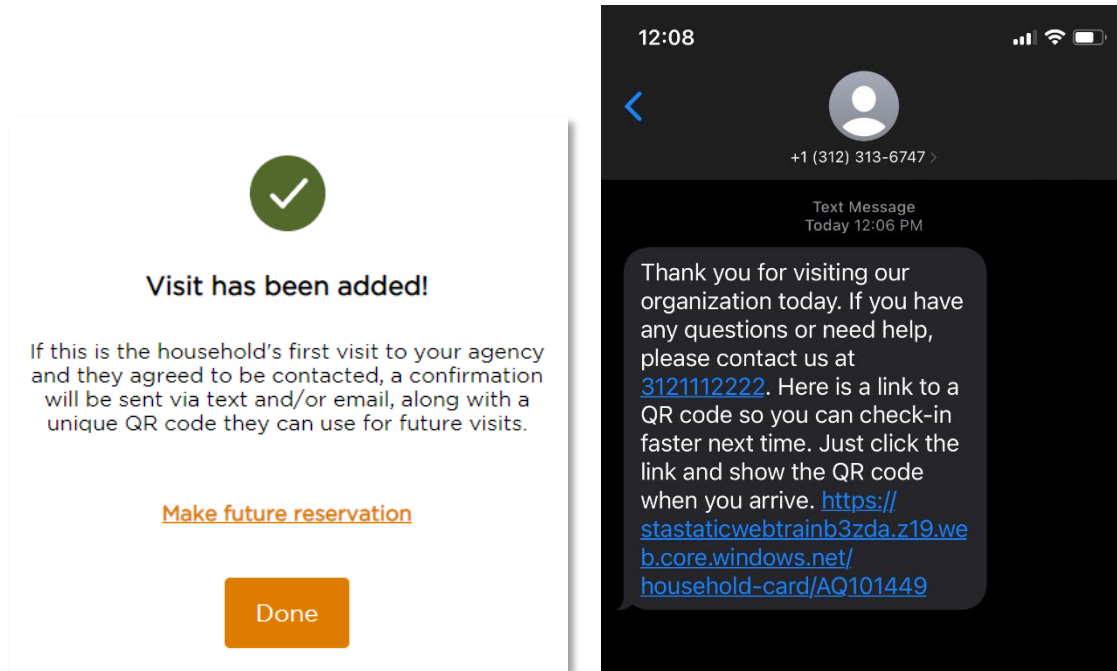 Visit has been added!
If this is the household's first visit to your agency
and they agreed to be contacted, a confirmation
will be sent via text and/or email, along with a
unique QR code they can use for future visits.
Make future reservation
Done
12:08
+1 (312) 313-6747
Text Message
Today 12:06 PM
Thank you for visiting our
organization today. If you have
any questions or need help,
please contact us at
3121112222. Here is a link to a
QR code so you can check-in
faster next time. Just click the
link and show the QR code
when you arrive. https://
stastaticwebtrainb3zda.z19.we
b.core.windows.net/
household-card/AQ101449